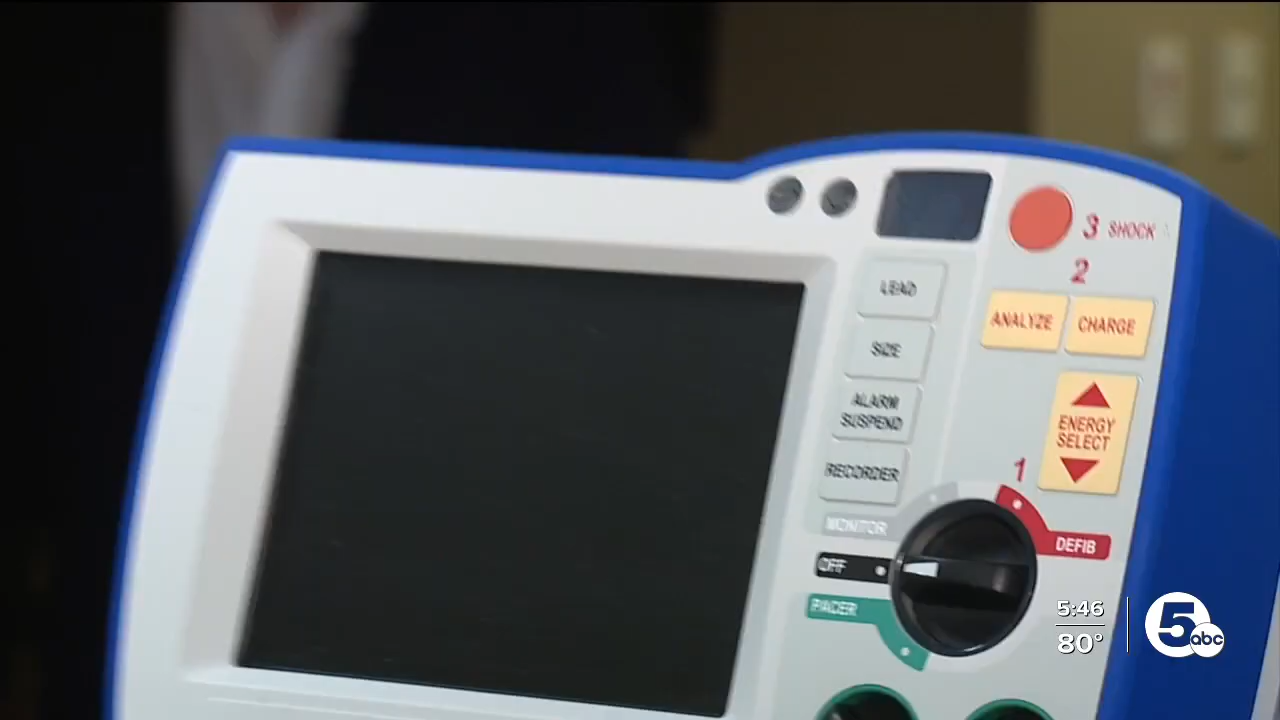 3 SHOCK
2
LEAD
ANALYZE
CHARGE
SIZE
ALARM
SUSPEND
ENERGY
SELECT
RECORDER
1
MONITOR
DEFIB
OFF
PACER
5:46
80°
5
abc